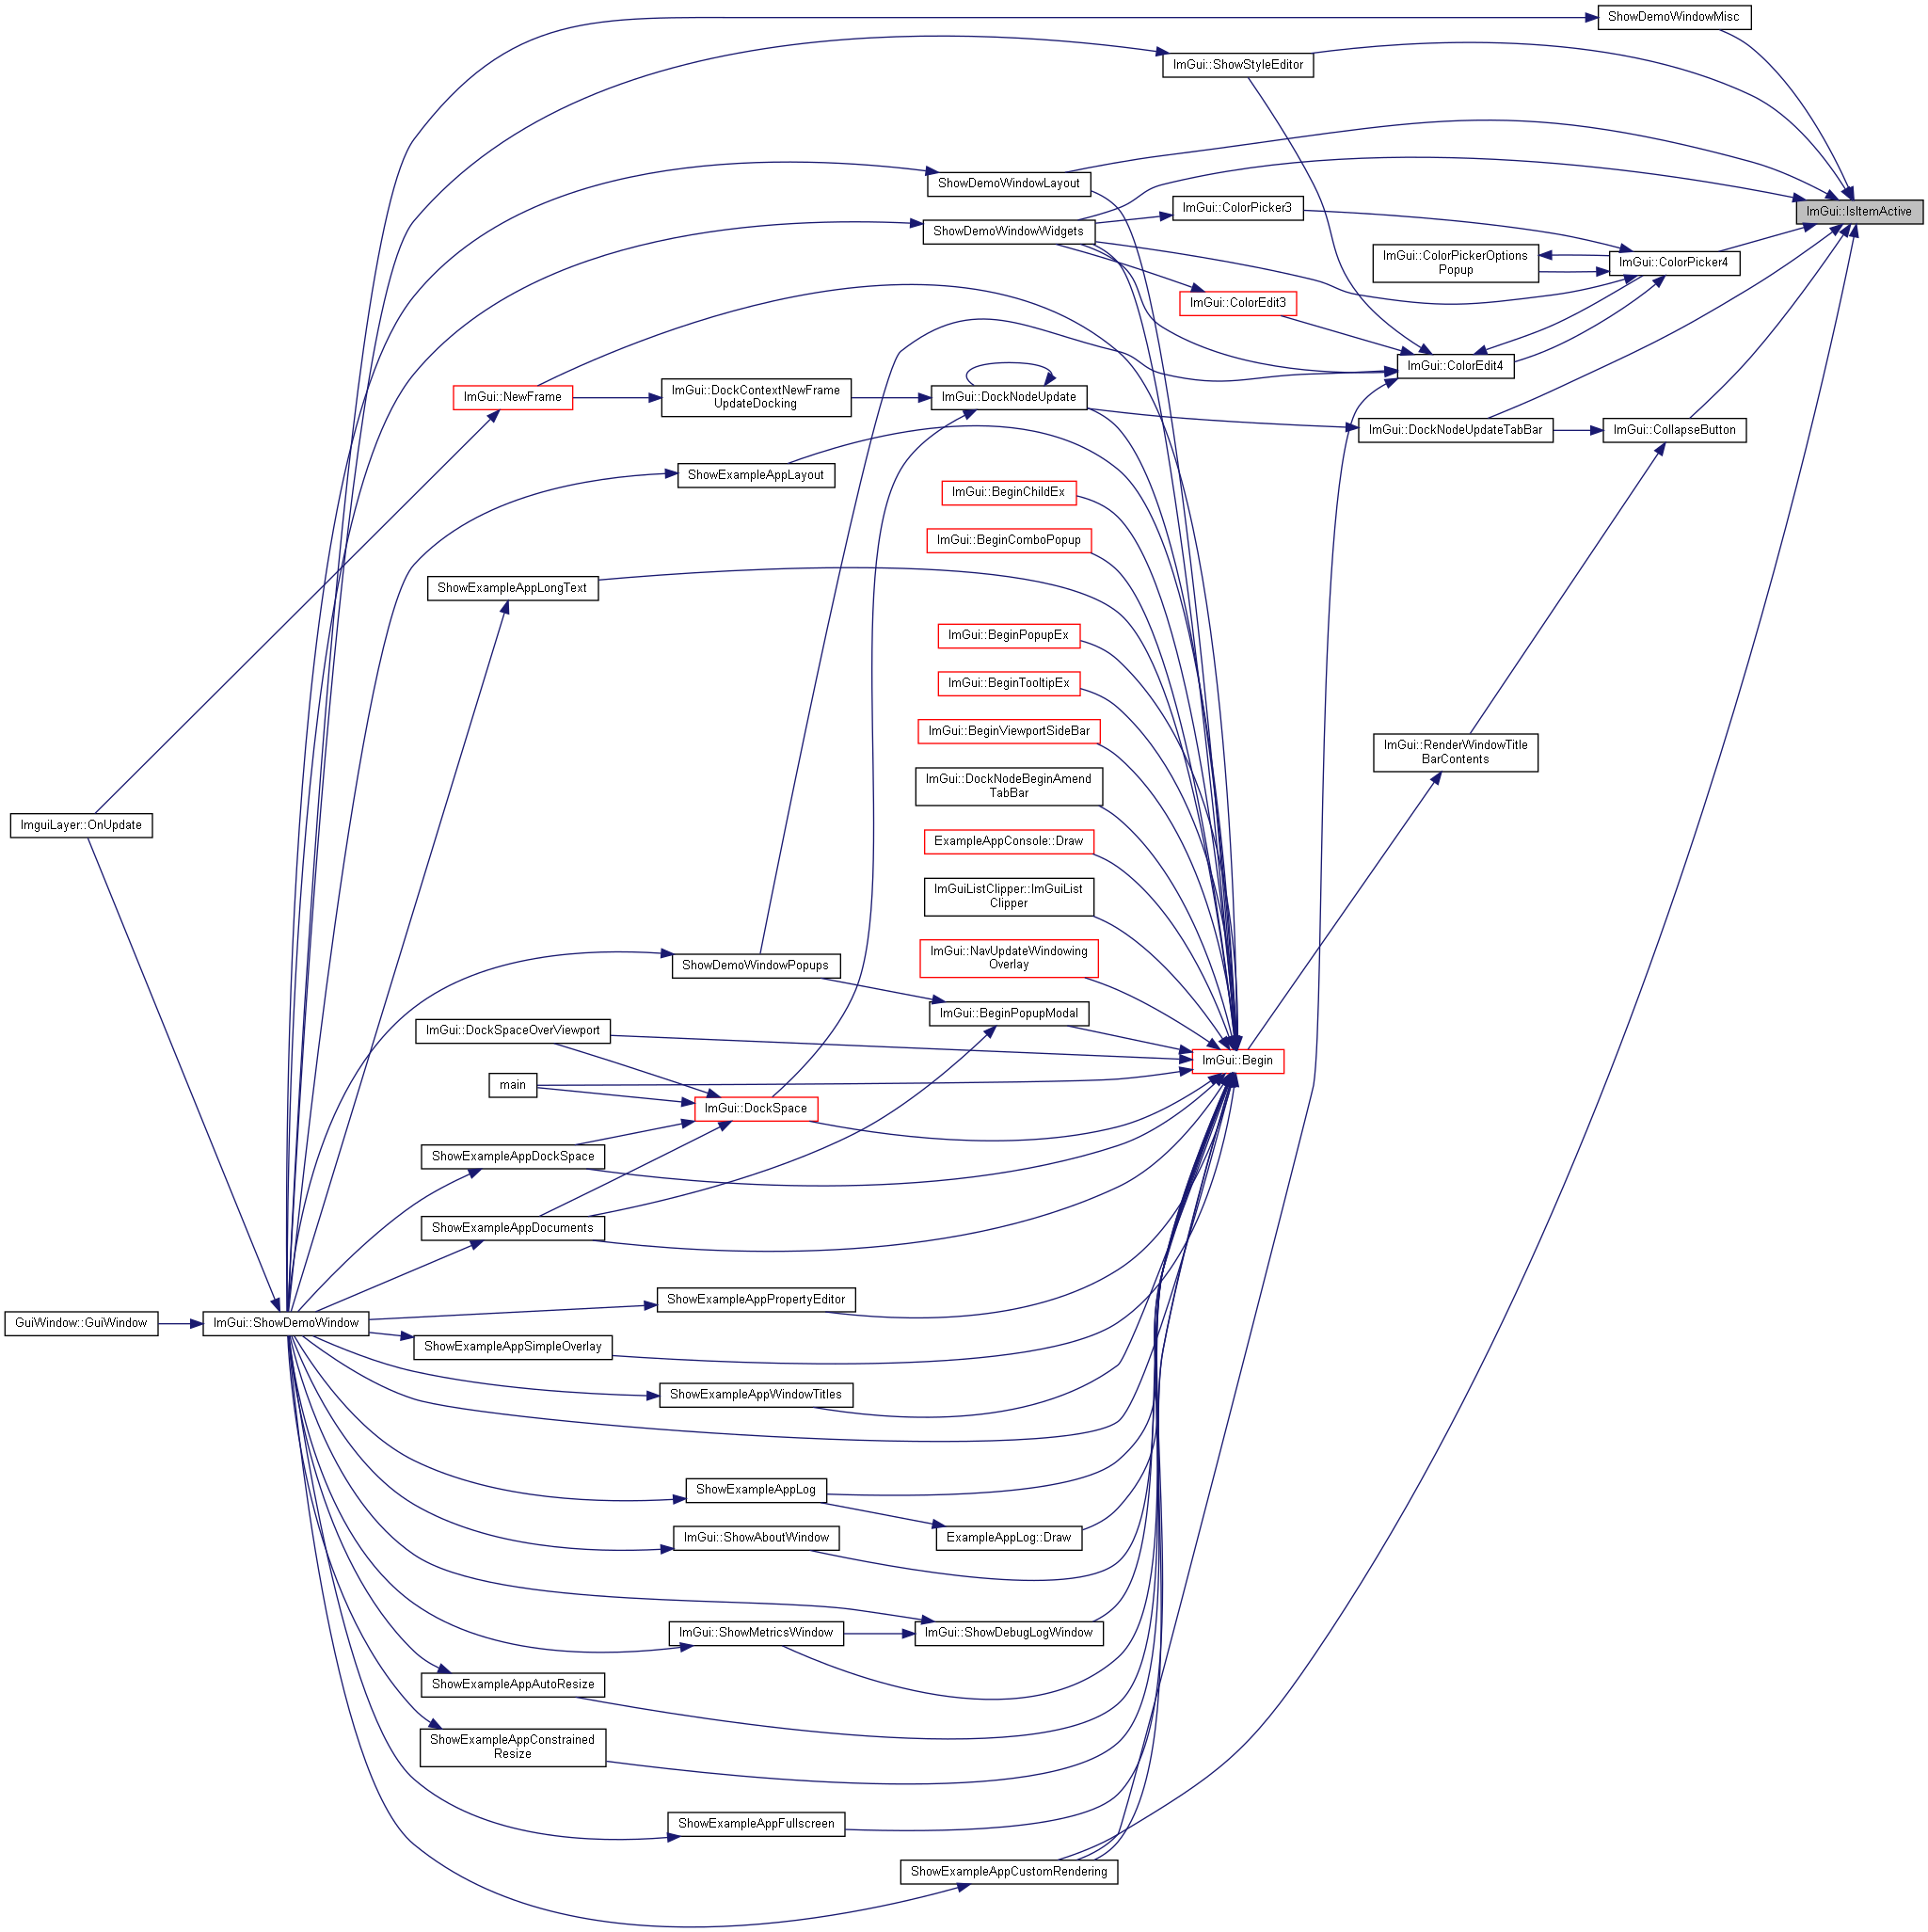 ShowDemoWindowMisc
ImGui::ShowStyleEditor
ShowDemoWindowLayout
ImGui::ColorPicker3
ImGui::IsItemActive
ShowDemoWindowWidgets
ImGui::ColorPickerOptions
Popup
ImGui::ColorPicker4
ImGui::ColorEdit3
ImGui::ColorEdit4
ImGui::NewFrame
ImGui::DockContextNewFrame
UpdateDocking
ImGui::DockNodeUpdate
ImGui::DockNodeUpdateTabBar
ImGui::CollapseButton
ShowExampleAppLayout
ImGui::BeginChildEx
ImGui::BeginComboPopup
ShowExampleAppLongText
ImGui::BeginPopupEx
ImGui::BeginTooltipEx
ImGui::BeginViewportSideBar
ImGui::RenderWindowTitle
BarContents
ImGui::DockNodeBeginAmend
TabBar
ImguiLayer::OnUpdate
ExampleAppConsole::Draw
ImGuiListClipper::ImGuiList
Clipper
ImGui::NavUpdateWindowing
Overlay
ShowDemoWindowPopups
ImGui::BeginPopupModal
ImGui::DockSpaceOverViewport
ImGui::Begin
main
ImGui::DockSpace
ShowExampleAppDockSpace
ShowExampleAppDocuments
ShowExampleAppPropertyEditor
GuiWindow::GuiWindow
ImGui::ShowDemoWindow
ShowExampleAppSimpleOverlay
ShowExampleAppWindowTitles
ShowExampleAppLog
ImGui::ShowAboutWindow
ExampleAppLog::Draw
ImGui::ShowMetricsWindow
ImGui::ShowDebugLogWindow
ShowExampleAppAutoResize
ShowExampleAppConstrained
Resize
ShowExampleAppFullscreen
ShowExampleAppCustomRendering